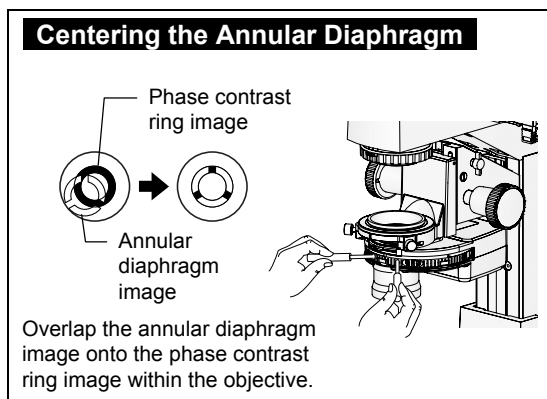 Centering the Annular Diaphragm
Phase contrast
ring image
Annular
diaphragm
image
Overlap the annular diaphragm
image onto the phase contrast
ring image within the objective.